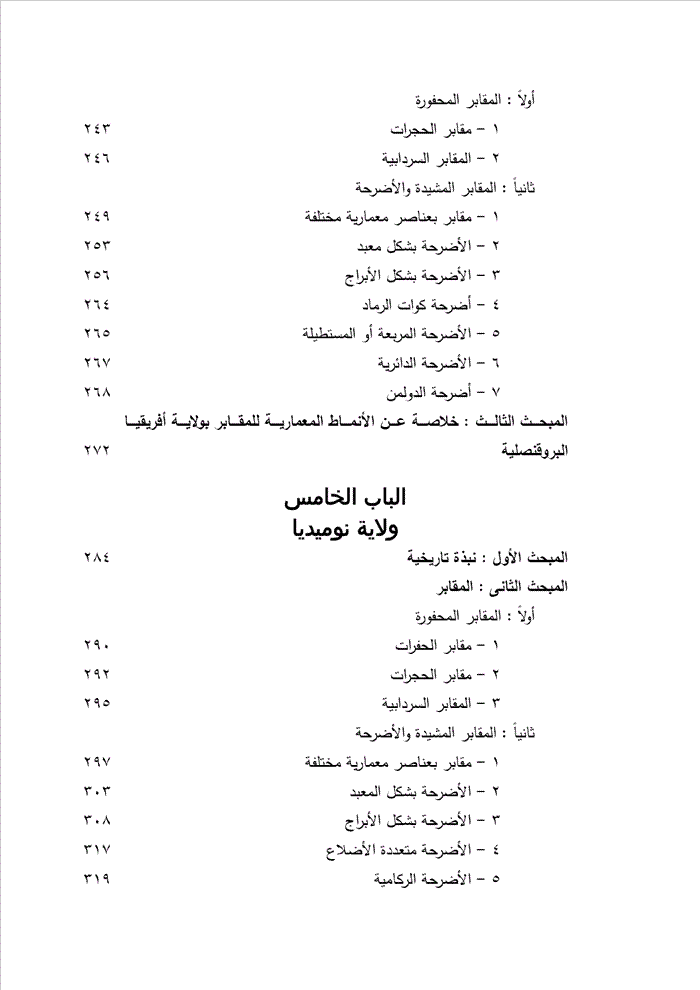 أولاً : المقابر المحفورة
١ - مقابر الحجرات ٢٤٣
٢ - المقابر السردابية ٢٤٦
ثانياً : المقابر المشيدة والأضرحة
١ - مقابر بعناصر معمارية مختلفة ٢٤٩
٢ - الأضرحة بشكل معبد ٢٥٣
٣ - الأضرحة بشكل الأبراج ٢٥٦
٤ - أضرحة كوات الرماد ٢٦٤
٥ - الأضرحة المربعة أو المستطيلة ٢٦٥
٦ - الأضرحة الدائرية ٢٦٧
٧ - أضرحة الدولمن ٢٦٨
المبحث الثالث : خلاصة عن الأنماط المعمارية للمقابر بولاية أفريقيا
البروقنصلية ٢٧٢
الباب الخامس
ولاية نوميديا
المبحث الأول : نبذة تاريخية ٢٨٤
المبحث الثانى : المقابر
أولاً : المقابر المحفورة
١ - مقابر الحفرات ٢٩٠
٢ - مقابر الحجرات ٢٩٢
٣ - المقابر السردابية ٢٩٥
ثانياً : المقابر المشيدة والأضرحة
١ - مقابر بعناصر معمارية مختلفة ٢٩٧
٢ - الأضرحة بشكل المعبد ٣٠٣
٣ - الأضرحة بشكل الأبراج ٣٠٨
٤ - الأضرحة متعددة الأضلاع ٣١٧
٥ - الأضرحة الركامية ٣١٩